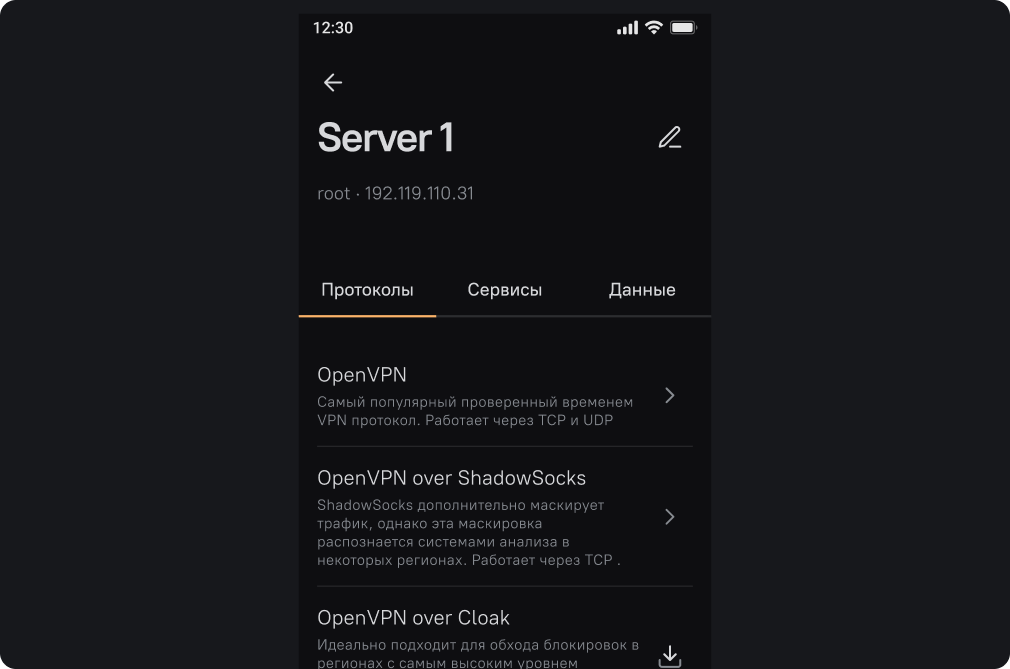 12:30
Server 1
root · 192.119.110.31
Протоколы Сервисы Данные
OpenVPN
Самый популярный проверенный временем
VPN протокол. Работает через TCP и UDP
OpenVPN over ShadowSocks
ShadowSocks дополнительно маскирует
трафик, однако эта маскировка
распознается системами анализа в
некоторых регионах. Работает через TCP .
OpenVPN over Cloak
Идеально подходит для обхода блокировок в
регионах с самым высоким уровнем